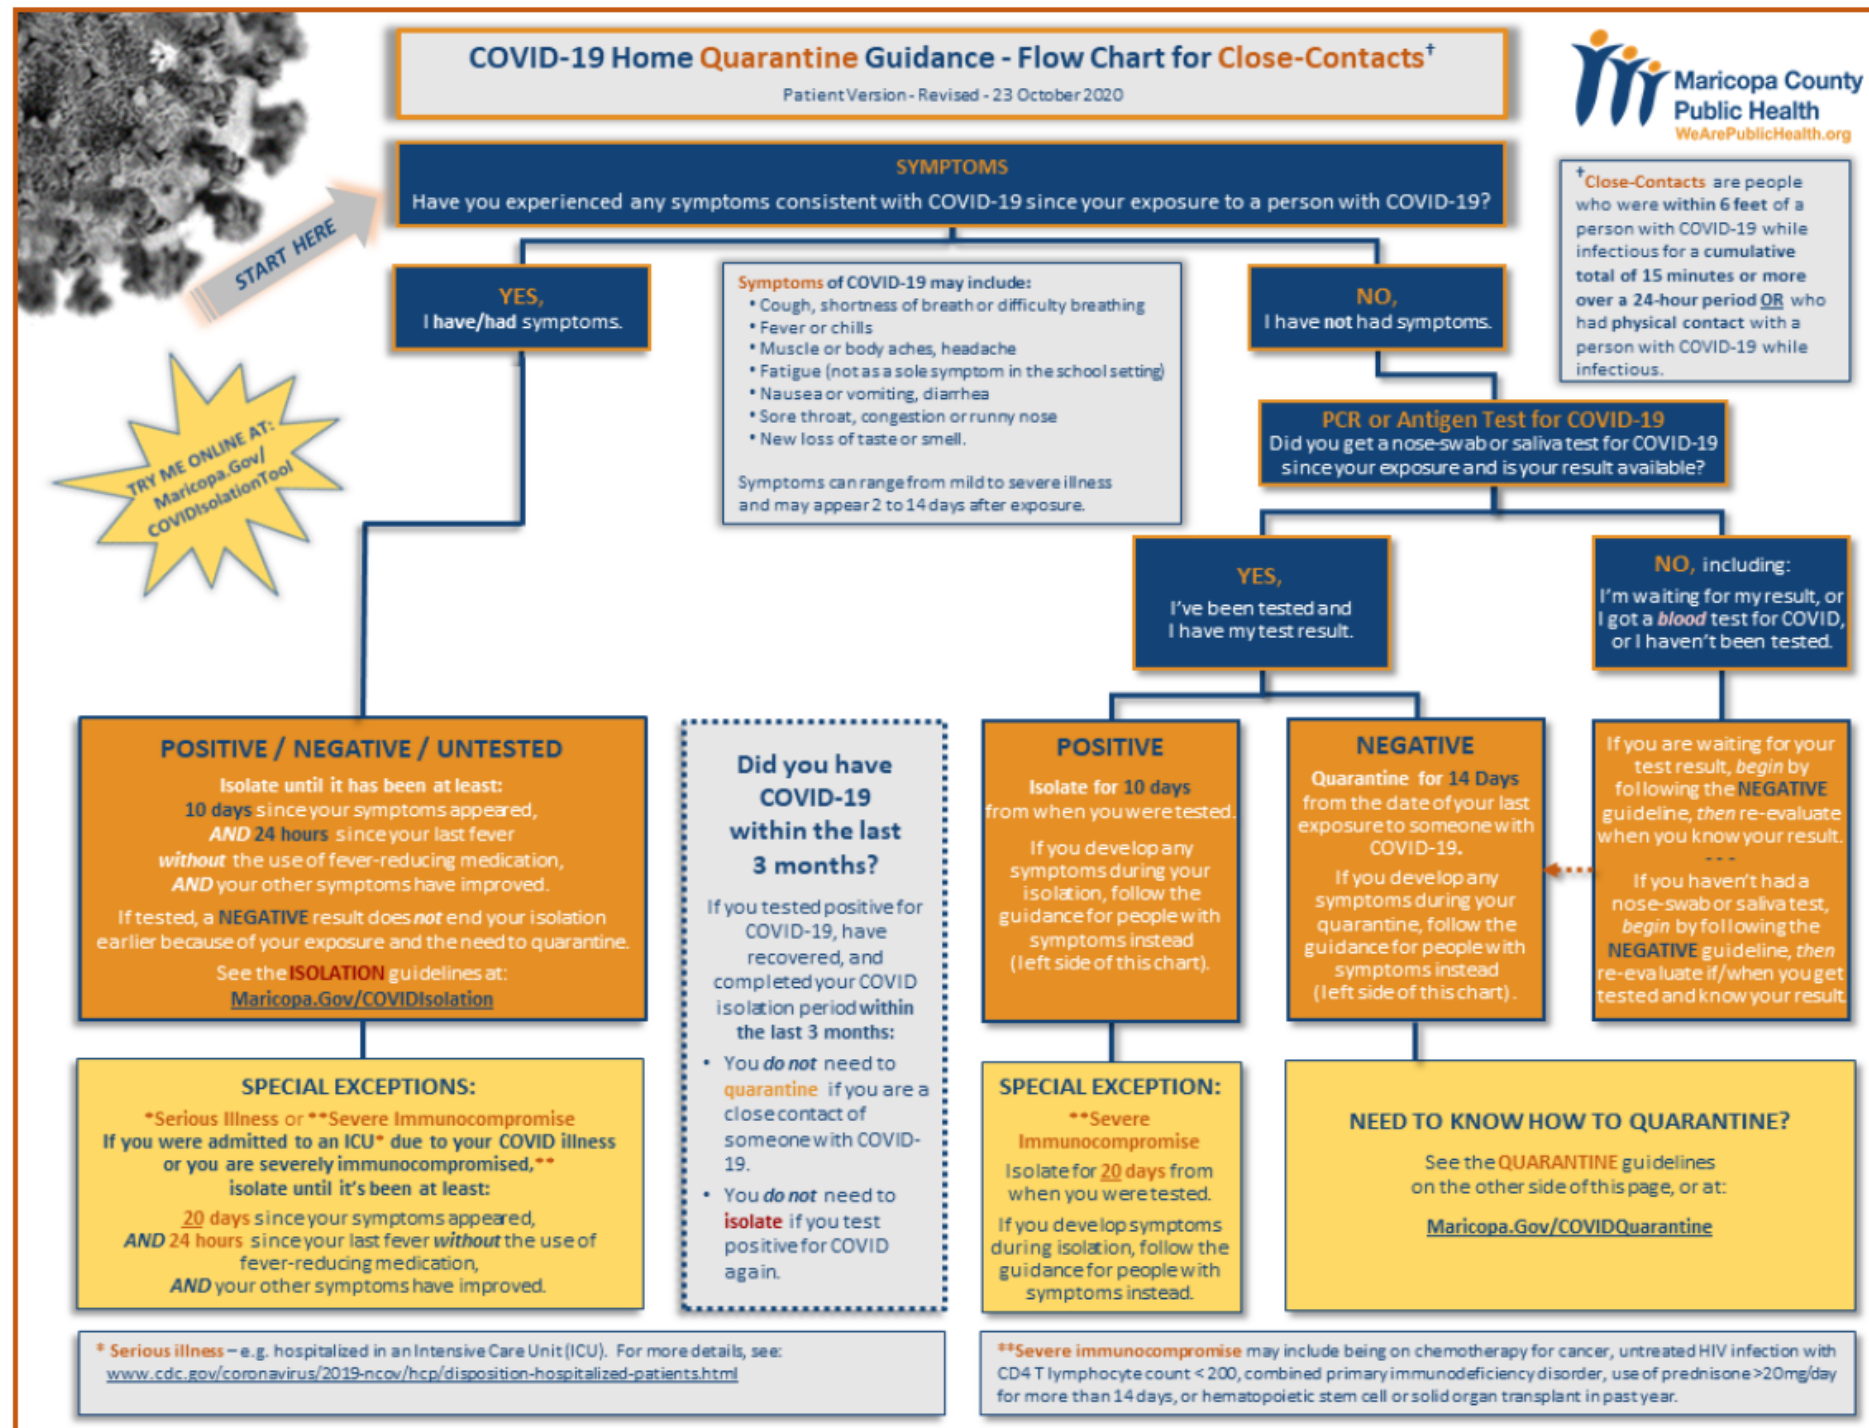 COVID-19 Home Quarantine Guidance - Flow Chart for Close-Contacts†
Patient Version - Revised - 23 October 2020
Maricopa County
Public Health
WeArePublicHealth.org
START HERE
SYMPTOMS
Have you experienced any symptoms consistent with COVID-19 since your exposure to a person with COVID-19?
†Close-Contacts are people
who were within 6 feet of a
person with COVID-19 while
infectious for a cumulative
total of 15 minutes or more
over a 24-hour period OR who
had physical contact with a
person with COVID-19 while
infectious.
YES,
I have/had symptoms.
Symptoms of COVID-19 may include:
• Cough, shortness of breath or difficulty breathing
• Fever or chills
• Muscle or body aches, headache
• Fatigue (not as a sole symptom in the school setting)
• Nausea or vomiting, diarrhea
• Sore throat, congestion or runny nose
• New loss of taste or smell.
Symptoms can range from mild to severe illness
and may appear 2 to 14 days after exposure.
NO,
I have not had symptoms.
TRY ME ONLINE AT:
Maricopa.Gov/
COVIDIsolationTool
PCR or Antigen Test for COVID-19
Did you get a nose-swab or saliva test for COVID-19
since your exposure and is your result available?
YES,
I've been tested and
I have my test result.
NO, including:
I'm waiting for my result, or
I got a blood test for COVID,
or I haven't been tested.
POSITIVE / NEGATIVE / UNTESTED
Isolate until it has been at least:
10 days since your symptoms appeared,
AND 24 hours since your last fever
without the use of fever-reducing medication,
AND your other symptoms have improved.
If tested, a NEGATIVE result does not end your isolation
earlier because of your exposure and the need to quarantine.
See the ISOLATION guidelines at:
Maricopa.Gov/COVIDIsolation
SPECIAL EXCEPTIONS:
*Serious Illness or **Severe Immunocompromise
If you were admitted to an ICU* due to your COVID illness
or you are severely immunocompromised,**
isolate until it's been at least:
20 days since your symptoms appeared,
AND 24 hours since your last fever without the use of
fever-reducing medication,
AND your other symptoms have improved.
Did you have
COVID-19
within the last
3 months?
If you tested positive for
COVID-19, have
recovered, and
completed your COVID
isolation period within
the last 3 months:
• You do not need to
quarantine if you are a
close contact of
someone with COVID-
19.
• You do not need to
isolate if you test
positive for COVID
again.
POSITIVE
Isolate for 10 days
from when you were tested.
If you develop any
symptoms during your
isolation, follow the
guidance for people with
symptoms instead
(left side of this chart).
SPECIAL EXCEPTION:
**Severe
Immunocompromise
Isolate for 20 days from
when you were tested.
If you develop symptoms
during isolation, follow the
guidance for people with
symptoms instead.
NEGATIVE
Quarantine for 14 Days
from the date of your last
exposure to someone with
COVID-19.
If you develop any
symptoms during your
quarantine, follow the
guidance for people with
symptoms instead
(left side of this chart).
If you are waiting for your
test result, begin by
following the NEGATIVE
guideline, then re-evaluate
when you know your result.
- - -
If you haven't had a
nose-swab or saliva test,
begin by following the
NEGATIVE guideline, then
re-evaluate if/when you get
tested and know your result.
NEED TO KNOW HOW TO QUARANTINE?
See the QUARANTINE guidelines
on the other side of this page, or at:
Maricopa.Gov/COVIDQuarantine
* Serious illness – e.g. hospitalized in an Intensive Care Unit (ICU). For more details, see:
www.cdc.gov/coronavirus/2019-ncov/hcp/disposition-hospitalized-patients.html
**Severe immunocompromise may include being on chemotherapy for cancer, untreated HIV infection with
CD4 T lymphocyte count < 200, combined primary immunodeficiency disorder, use of prednisone >20mg/day
for more than 14 days, or hematopoietic stem cell or solid organ transplant in past year.